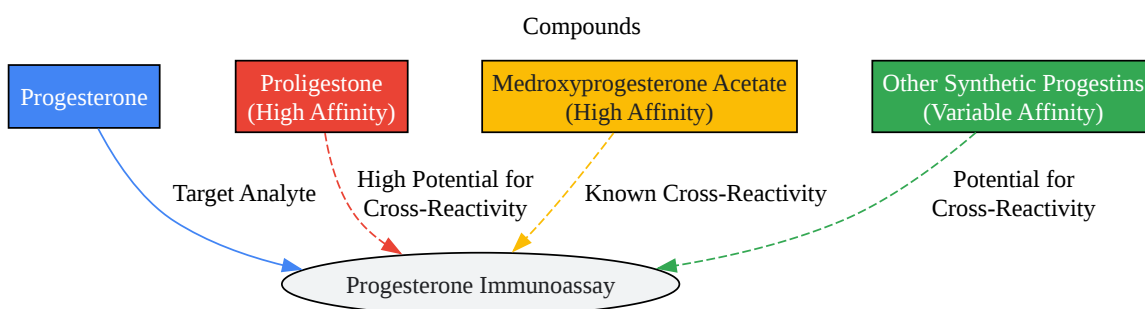 Compounds
Progesterone
Proligestone
(High Affinity)
Medroxyprogesterone Acetate
(High Affinity)
Other Synthetic Progestins
(Variable Affinity)
Target Analyte
High Potential for
Cross-Reactivity
Known Cross-Reactivity
Potential for
Cross-Reactivity
Progesterone Immunoassay